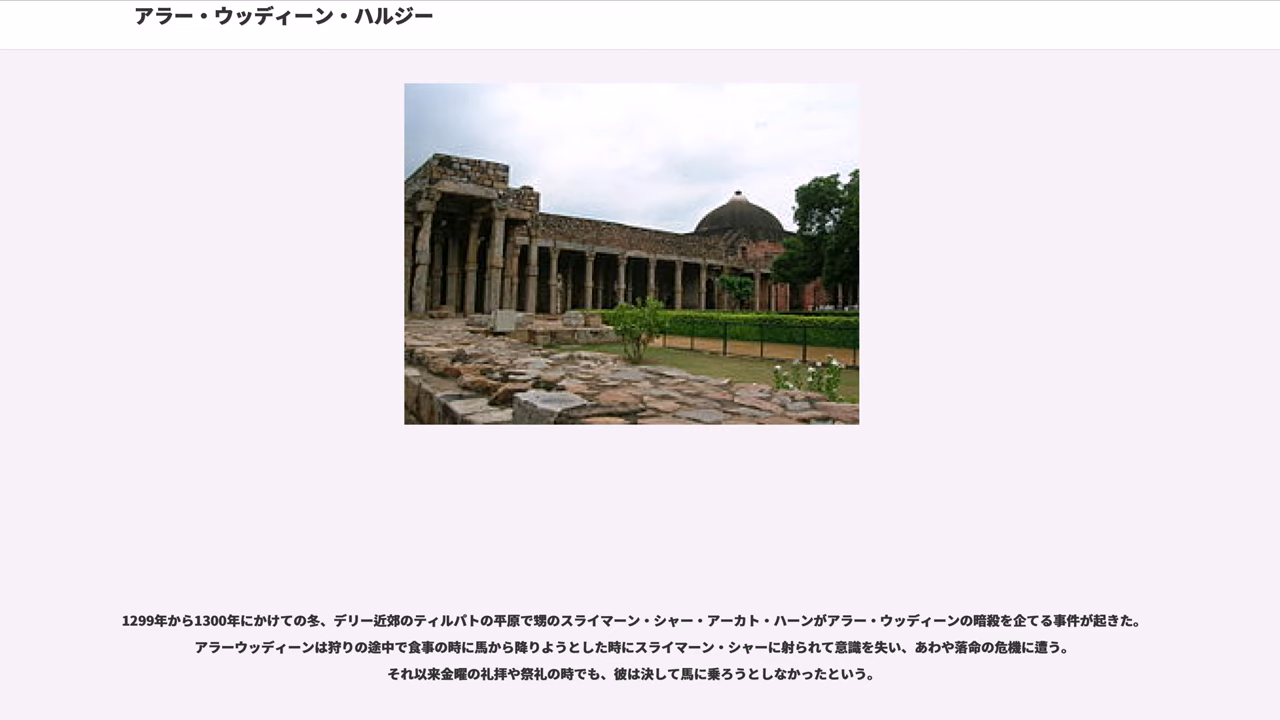 アラー・ウッディーン・ハルジー
1299年から1300年にかけての冬、デリー近郊のティルパトの平原で甥のスライマーン・シャー・アーカト・ハーンがアラー・ウッディーンの暗殺を企てる事件が起きた。
アラーウッディーンは狩りの途中で食事の時に馬から降りようとした時にスライマーン・シャーに射られて意識を失い、あわや落命の危機に遭う。
それ以来金曜の礼拝や祭礼の時でも、彼は決して馬に乗ろうとしなかったという。